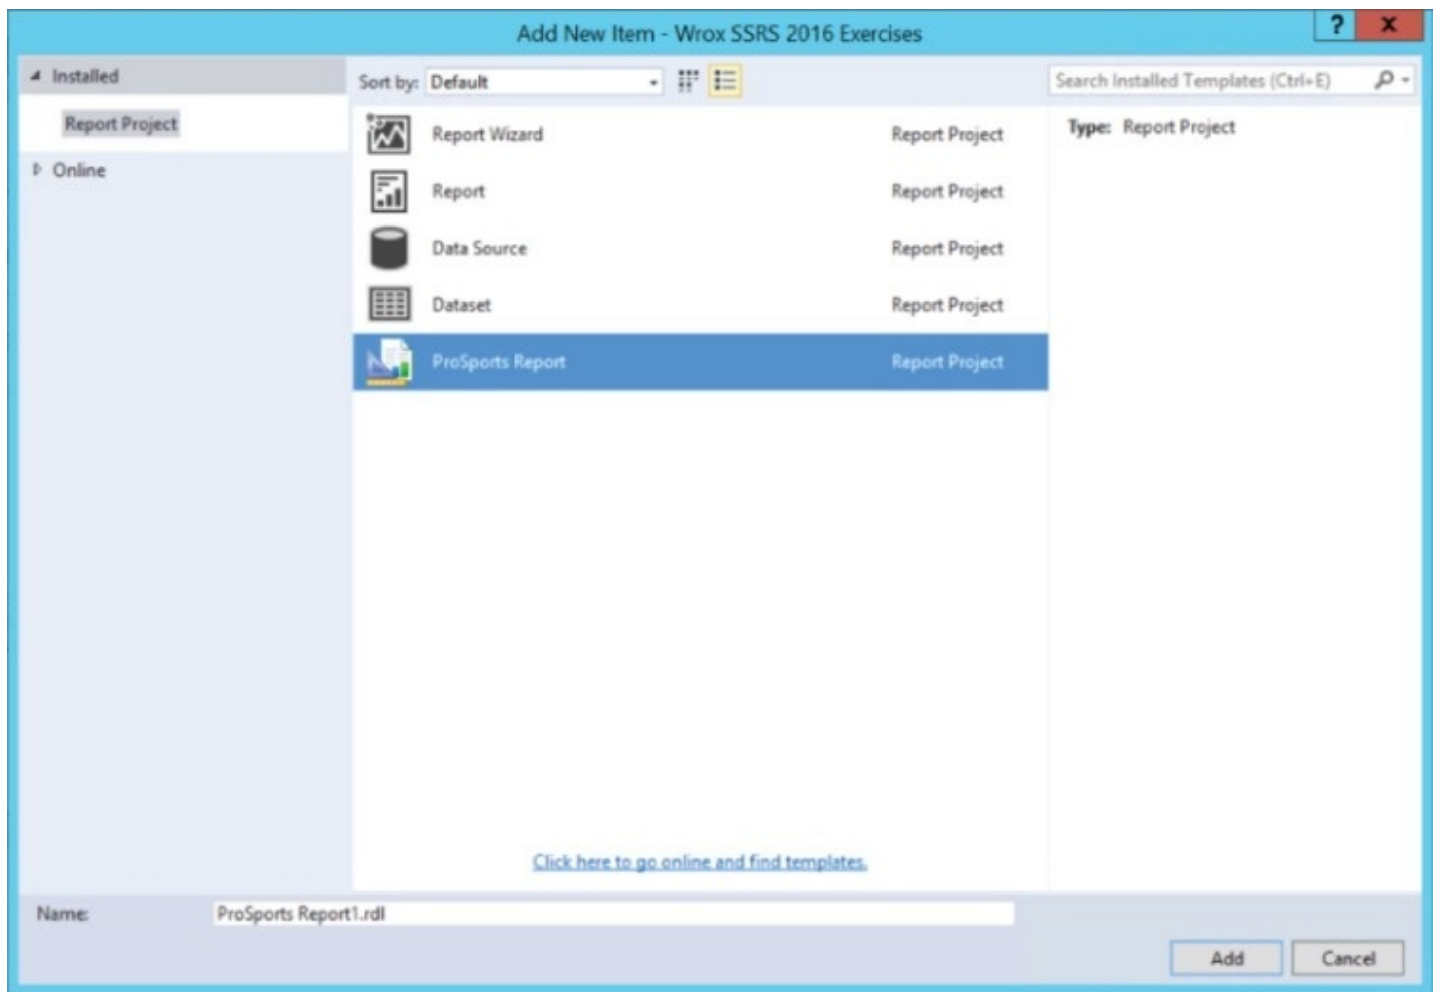 Add New Item - Wrox SSRS 2016 Exercises
? x
Installed
Report Project
Online
Sort by: Default
Search Installed Templates (Ctrl+E)
Report Wizard Report Project
Report Report Project
Data Source Report Project
Dataset Report Project
ProSports Report Report Project
Type: Report Project
Click here to go online and find templates.
Name: ProSports Report1.rdl
Add Cancel